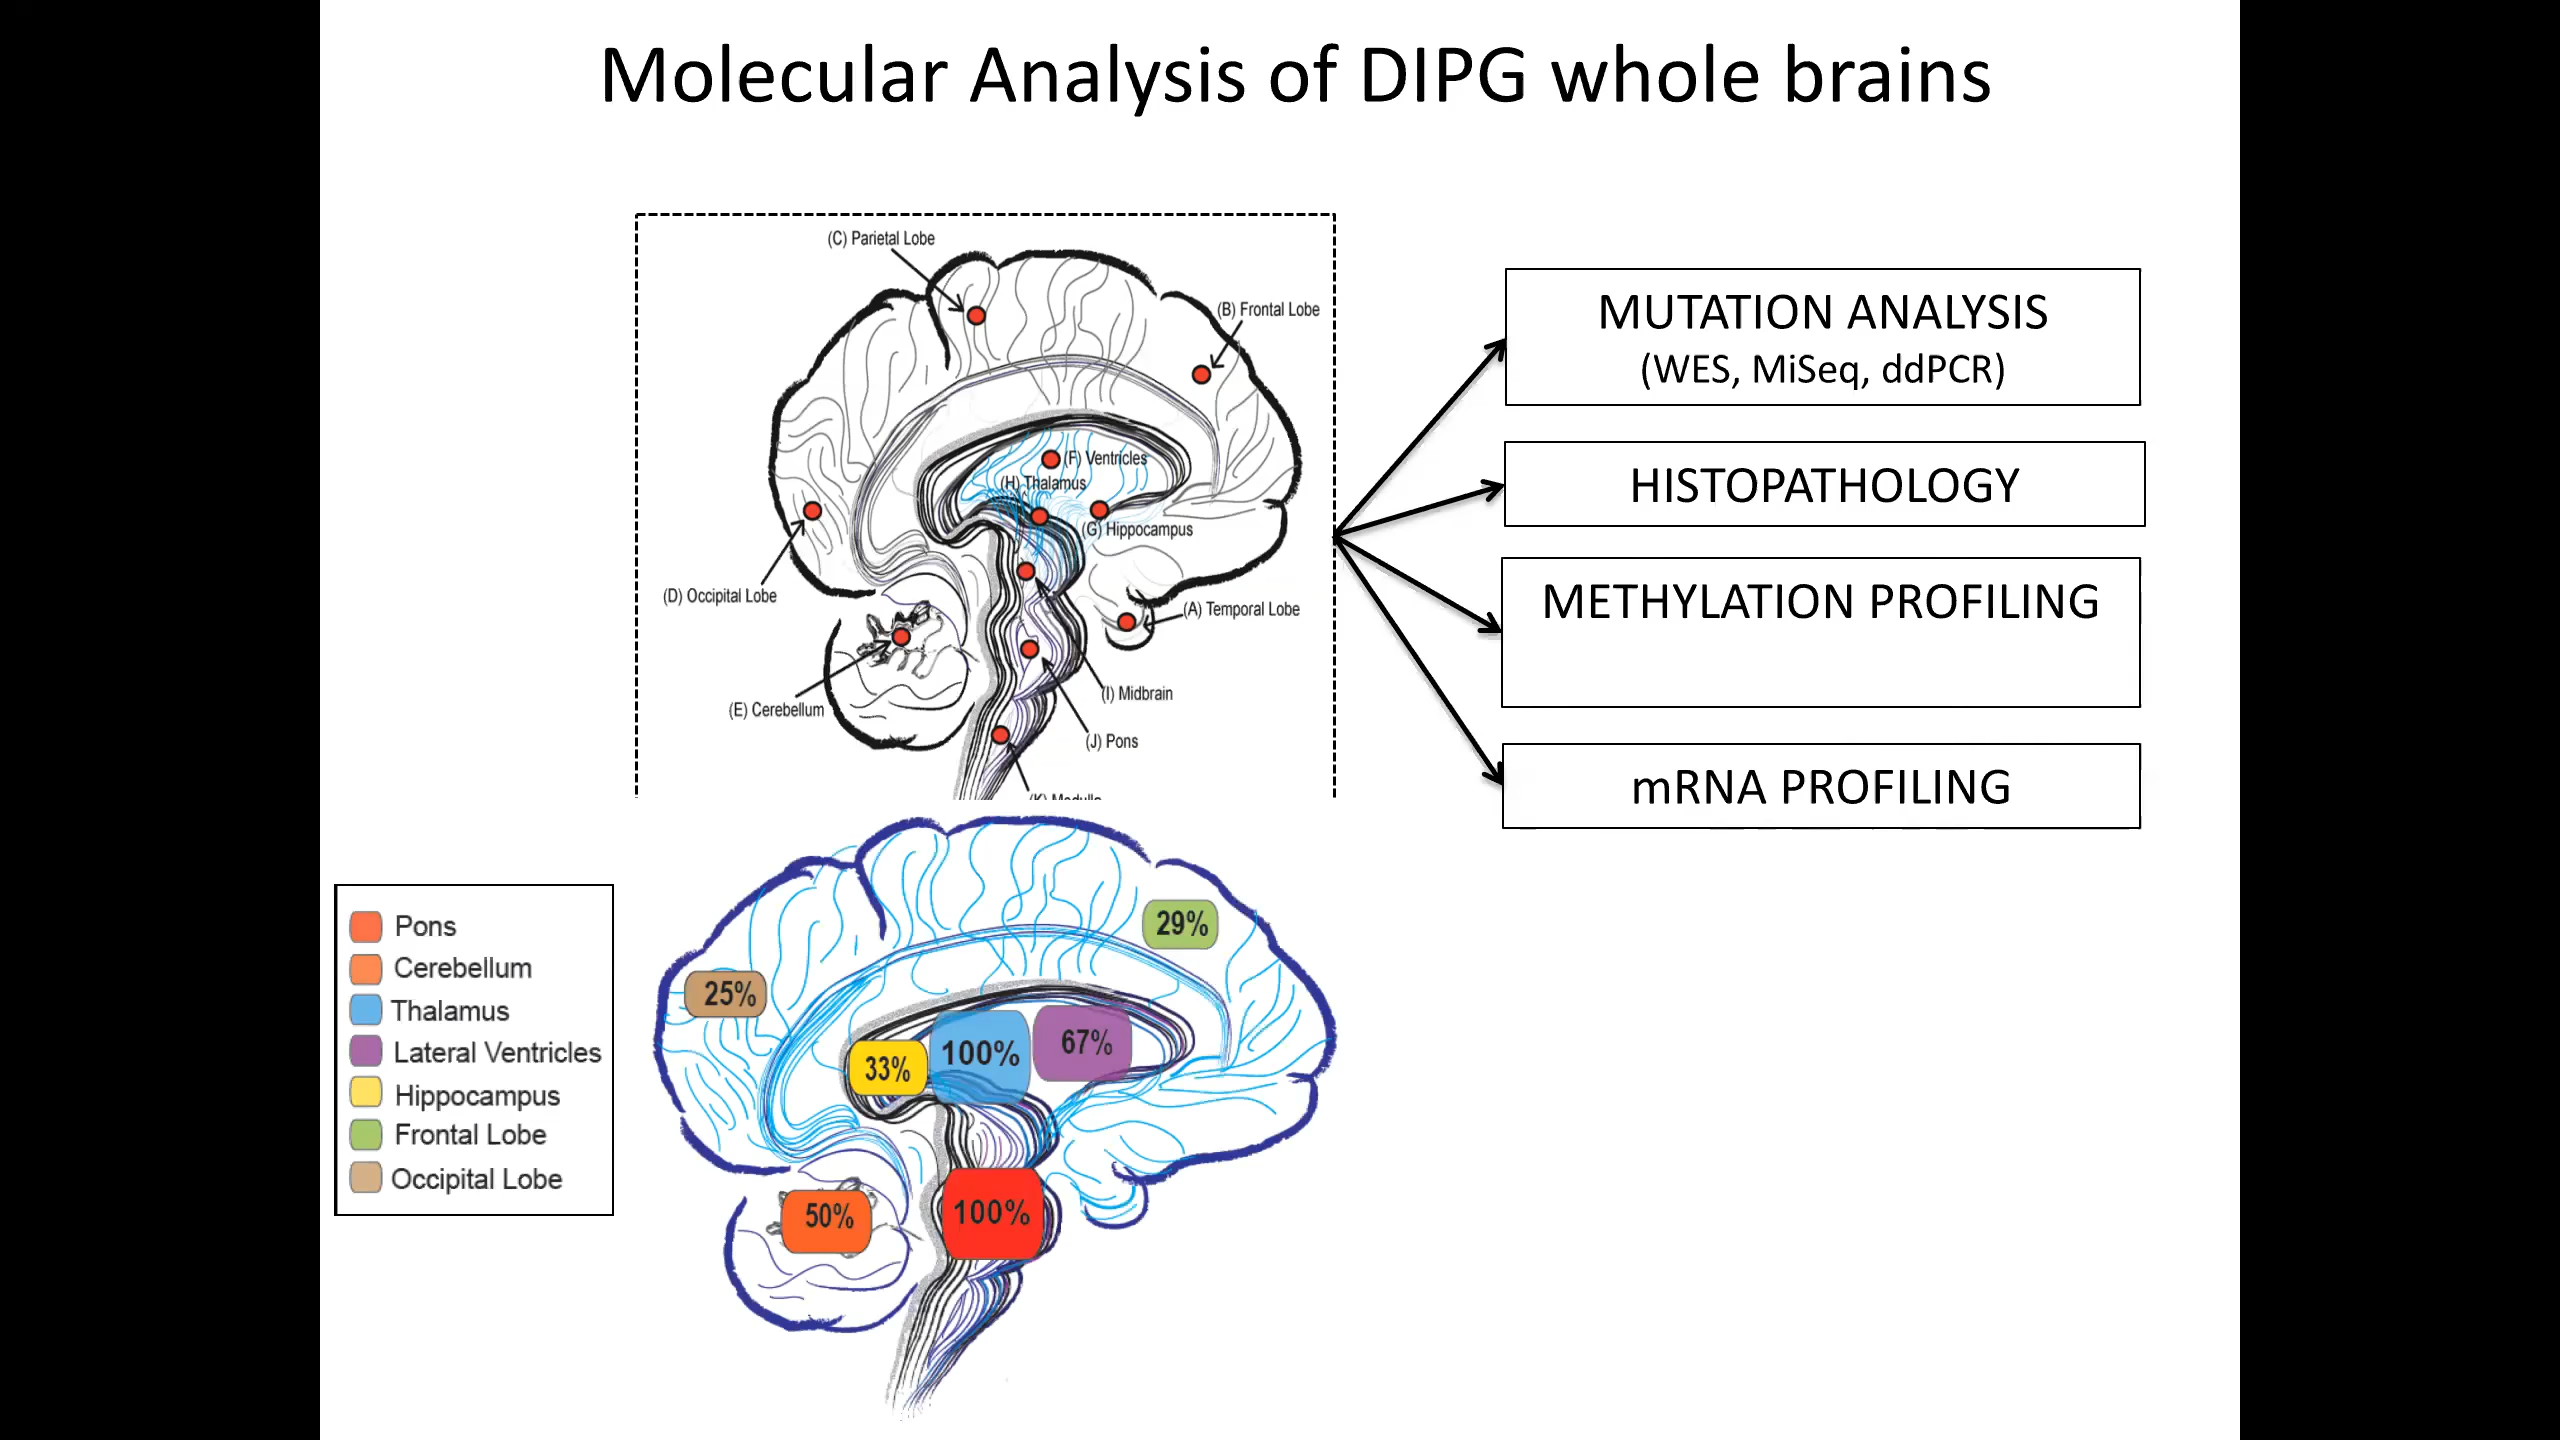 Molecular Analysis of DIPG whole brains
(C) Parietal Lobe
(B) Frontal Lobe
(F) Ventricles
(H) Thalamus
(G) Hippocampus
(D) Occipital Lobe
(A) Temporal Lobe
(I) Midbrain
(E) Cerebellum
(J) Pons
(K) Medulla
MUTATION ANALYSIS
(WES, MiSeq, ddPCR)
HISTOPATHOLOGY
METHYLATION PROFILING
mRNA PROFILING
Pons
Cerebellum
Thalamus
Lateral Ventricles
Hippocampus
Frontal Lobe
Occipital Lobe
29%
25%
33%
100%
67%
50%
100%